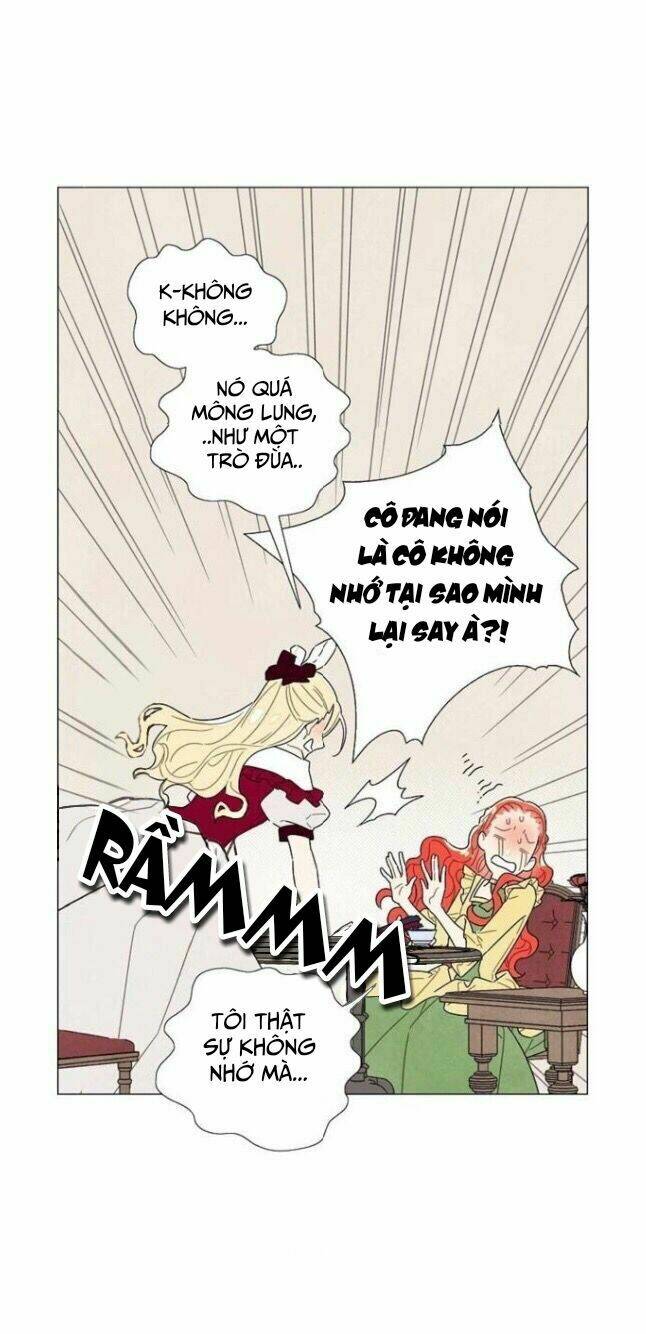 K-KHÔNG
KHÔNG...
NÓ QUÁ
MÔNG LUNG,
..NHƯ MỘT
TRÒ ĐÙA..
CÔ ĐANG NÓI
LÀ CÔ KHÔNG
NHỚ TẠI SAO MÌNH
LẠI SAY À?!
RẦMMM
TÔI THẬT
SỰ KHÔNG
NHỚ MÀ...